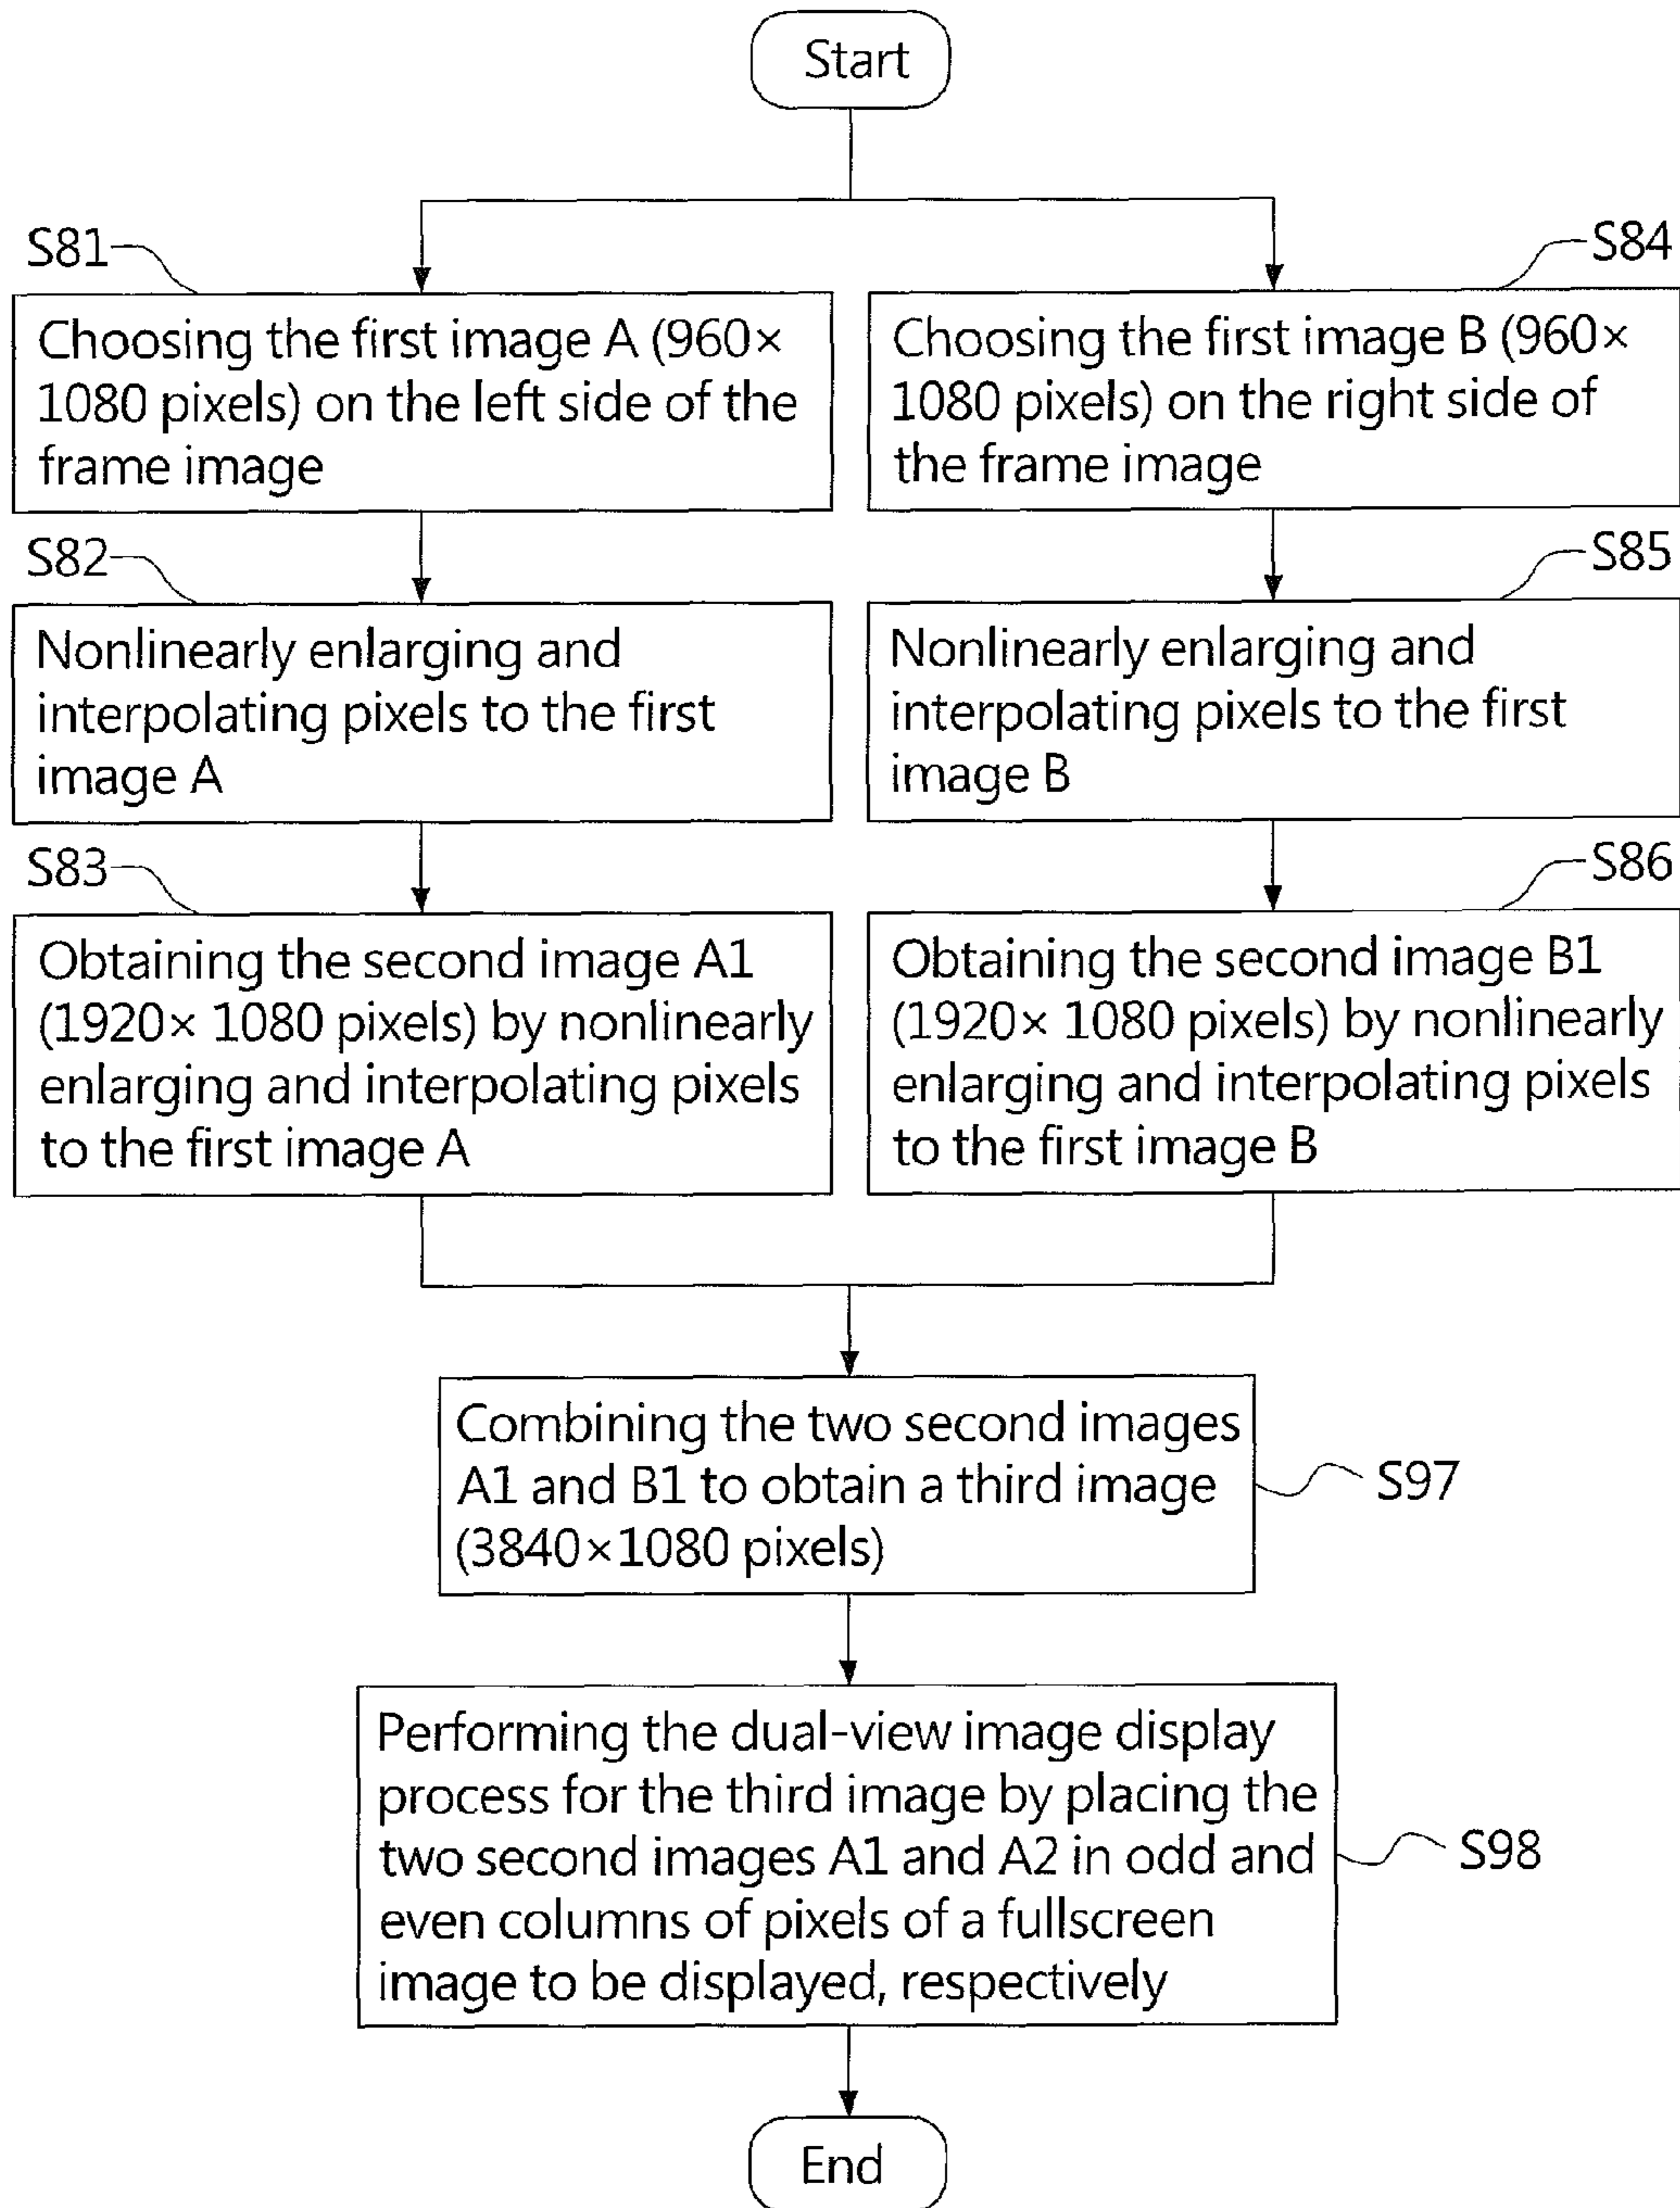 Start
S81
Choosing the first image A (960×
1080 pixels) on the left side of the
frame image
S84
Choosing the first image B (960×
1080 pixels) on the right side of
the frame image
S82
Nonlinearly enlarging and
interpolating pixels to the first
image A
S85
Nonlinearly enlarging and
interpolating pixels to the first
image B
S83
Obtaining the second image A1
(1920× 1080 pixels) by nonlinearly
enlarging and interpolating pixels
to the first image A
S86
Obtaining the second image B1
(1920× 1080 pixels) by nonlinearly
enlarging and interpolating pixels
to the first image B
Combining the two second images
A1 and B1 to obtain a third image
(3840×1080 pixels)
S97
Performing the dual-view image display
process for the third image by placing the
two second images A1 and A2 in odd and
even columns of pixels of a fullscreen
image to be displayed, respectively
S98
End